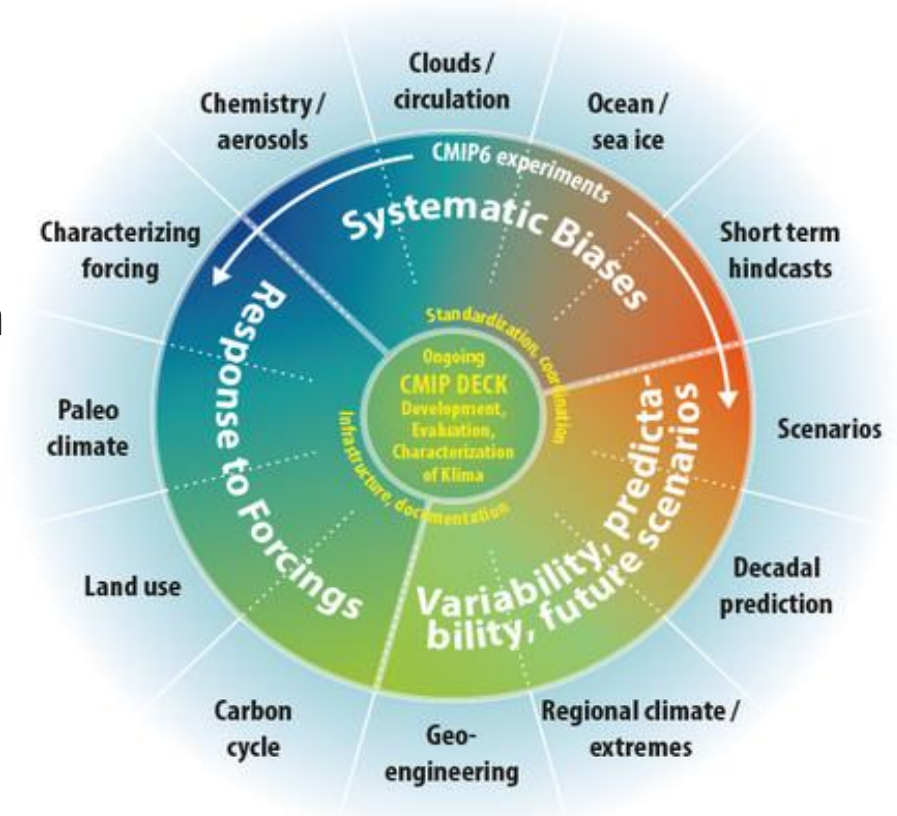 Clouds /
circulation
Ocean /
sea ice
Short term
hindcasts
Scenarios
Decadal
prediction
Regional climate /
extremes
Geo-
engineering
Carbon
cycle
Land use
Paleo
climate
Characterizing
forcing
Chemistry /
aerosols
CMIP6 experiments
Systematic Biases
Variability, predicta-
bility, future scenarios
Response to Forcings
Standardization, coordination
Infrastructure, documentation
Ongoing
CMIP DECK
Development,
Evaluation,
Characterization
of Klima